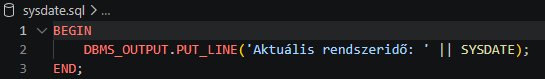 sysdate.sql > ...
1 BEGIN
2 DBMS_OUTPUT.PUT_LINE('Aktuális rendszeridő: ' || SYSDATE);
3 END;